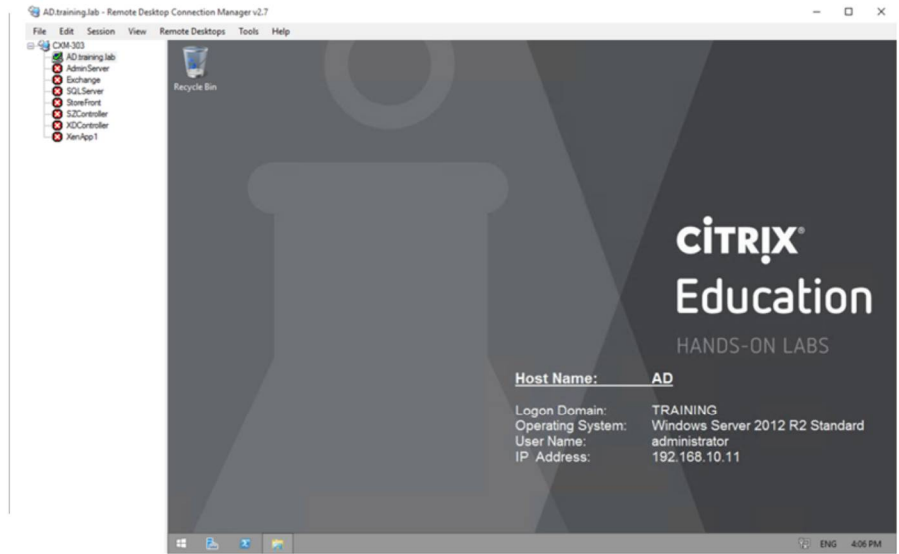 AD.training.lab - Remote Desktop Connection Manager v2.7
File Edit Session View Remote Desktops Tools Help
CXM-303
AD.training.lab
AdminServer
Exchange
SQLServer
StoreFront
SZController
XDController
XenApp1
Recycle Bin
CİTRIX®
Education
HANDS-ON LABS
Host Name: AD
Logon Domain: TRAINING
Operating System: Windows Server 2012 R2 Standard
User Name: administrator
IP Address: 192.168.10.11
ENG 4:06 PM